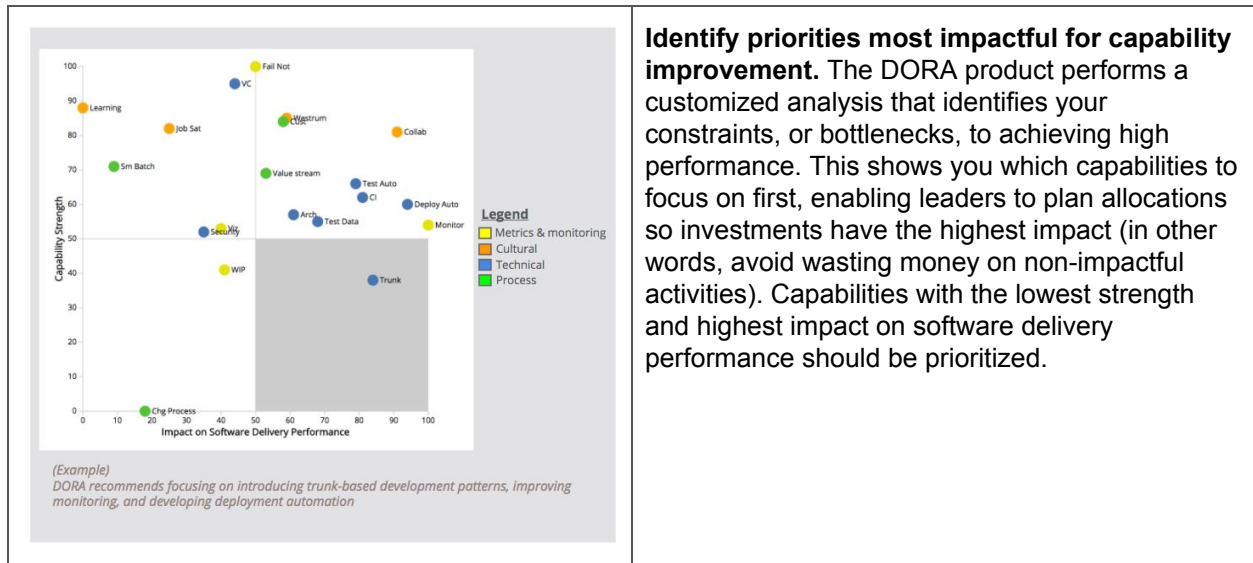 100
Fail Not
VC
90
Learning
Westrum
Cust
Job Sat
Collab
80
Sm Batch
70
Value stream
Test Auto
CI
60
Deploy Auto
Arch
Test Data
Viz
Security
Monitor
50
WIP
40
Trunk
30
20
10
0
Chg Process
0 10 20 30 40 50 60 70 80 90 100
Capability Strength
Impact on Software Delivery Performance
Legend
Metrics & monitoring
Cultural
Technical
Process
(Example)
DORA recommends focusing on introducing trunk-based development patterns, improving
monitoring, and developing deployment automation
Identify priorities most impactful for capability
improvement. The DORA product performs a
customized analysis that identifies your
constraints, or bottlenecks, to achieving high
performance. This shows you which capabilities to
focus on first, enabling leaders to plan allocations
so investments have the highest impact (in other
words, avoid wasting money on non-impactful
activities). Capabilities with the lowest strength
and highest impact on software delivery
performance should be prioritized.